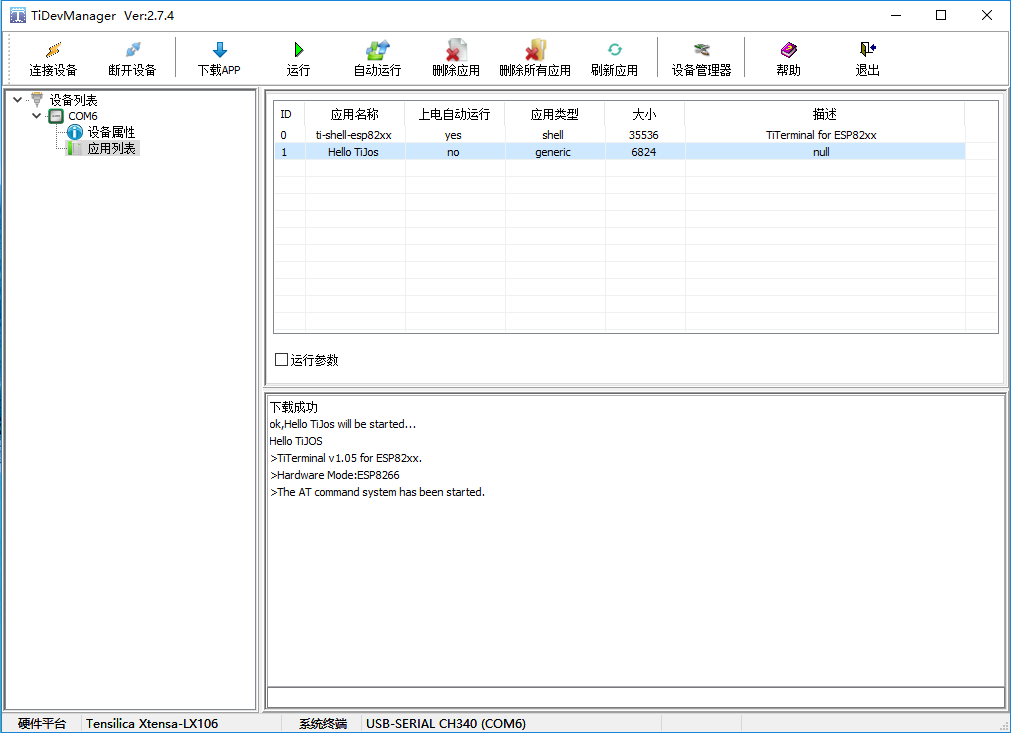 TiDevManager Ver:2.7.4
连接设备 断开设备 下载APP 运行 自动运行 删除应用 删除所有应用 刷新应用 设备管理器 帮助 退出
设备列表
COM6
设备属性
应用列表
ID 应用名称 上电自动运行 应用类型 大小 描述
0 ti-shell-esp82xx yes shell 35536 TiTerminal for ESP82xx
1 Hello TiJos no generic 6824 null
运行参数
下载成功
ok,Hello TiJos will be started...
Hello TiJOS
>TiTerminal v1.05 for ESP82xx.
>Hardware Mode:ESP8266
>The AT command system has been started.
硬件平台 Tensilica Xtensa-LX106 系统终端 USB-SERIAL CH340 (COM6)